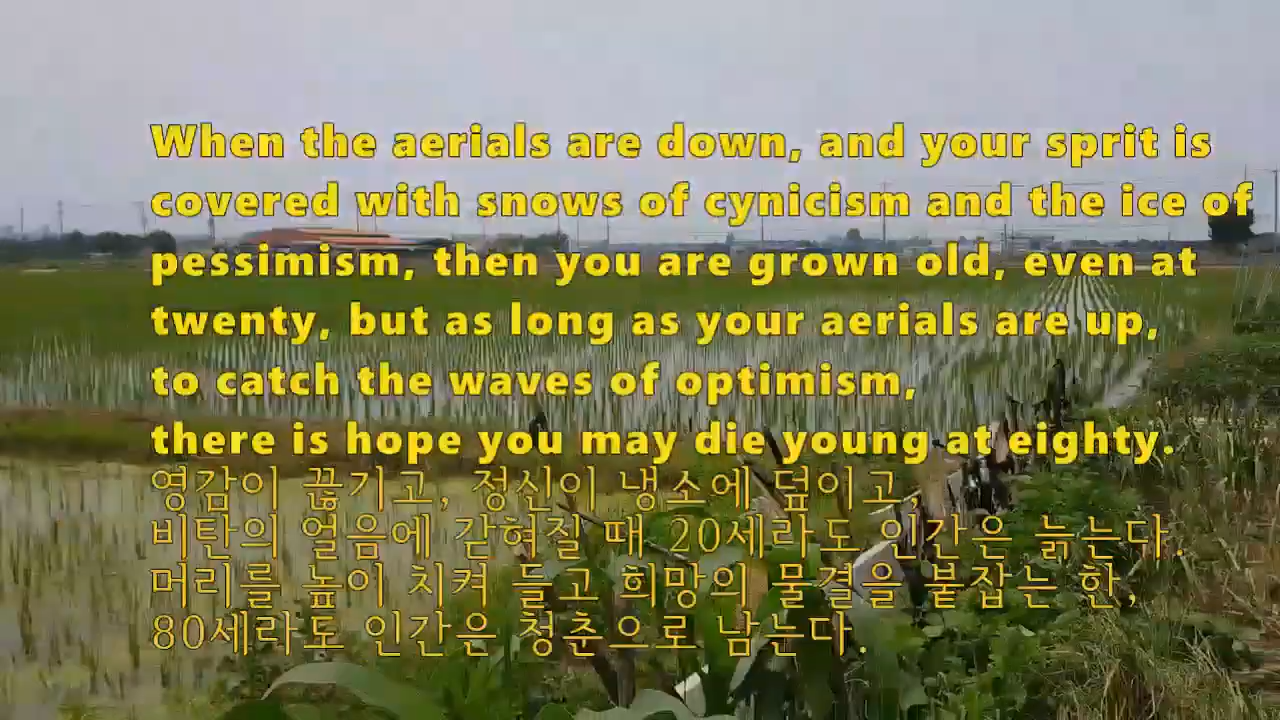 When the aerials are down, and your sprit is
covered with snows of cynicism and the ice of
pessimism, then you are grown old, even at
twenty, but as long as your aerials are up,
to catch the waves of optimism,
there is hope you may die young at eighty.
영감이 끊기고, 정신이 냉소에 덮이고,
비탄의 얼음에 갇혀질 때 20세라도 인간은 늙는다.
머리를 높이 치켜 들고 희망의 물결을 붙잡는 한,
80세라도 인간은 청춘으로 남는다.